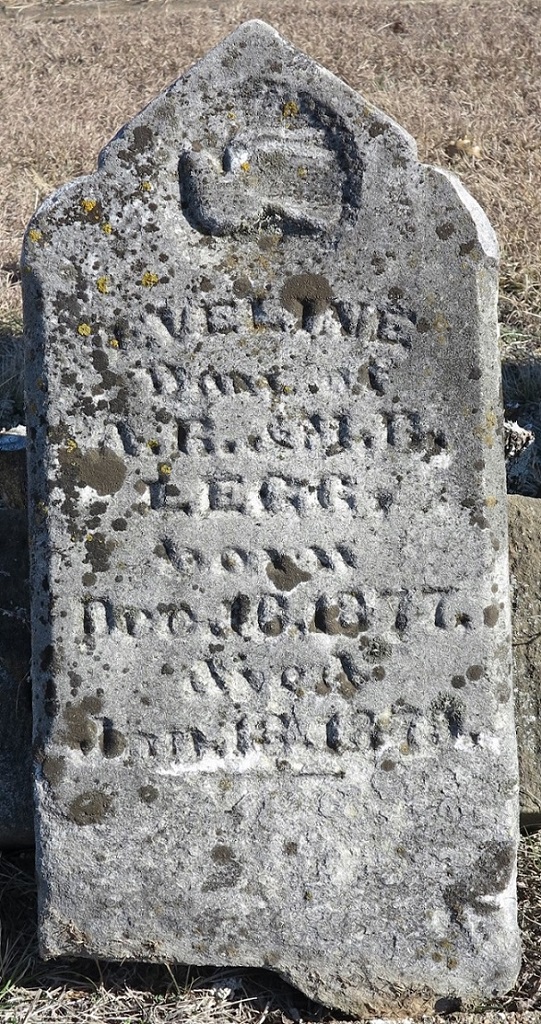 EVELINE
Dau. of
& M. B.
LEGG,
born
Dec. 16, 1877.
died